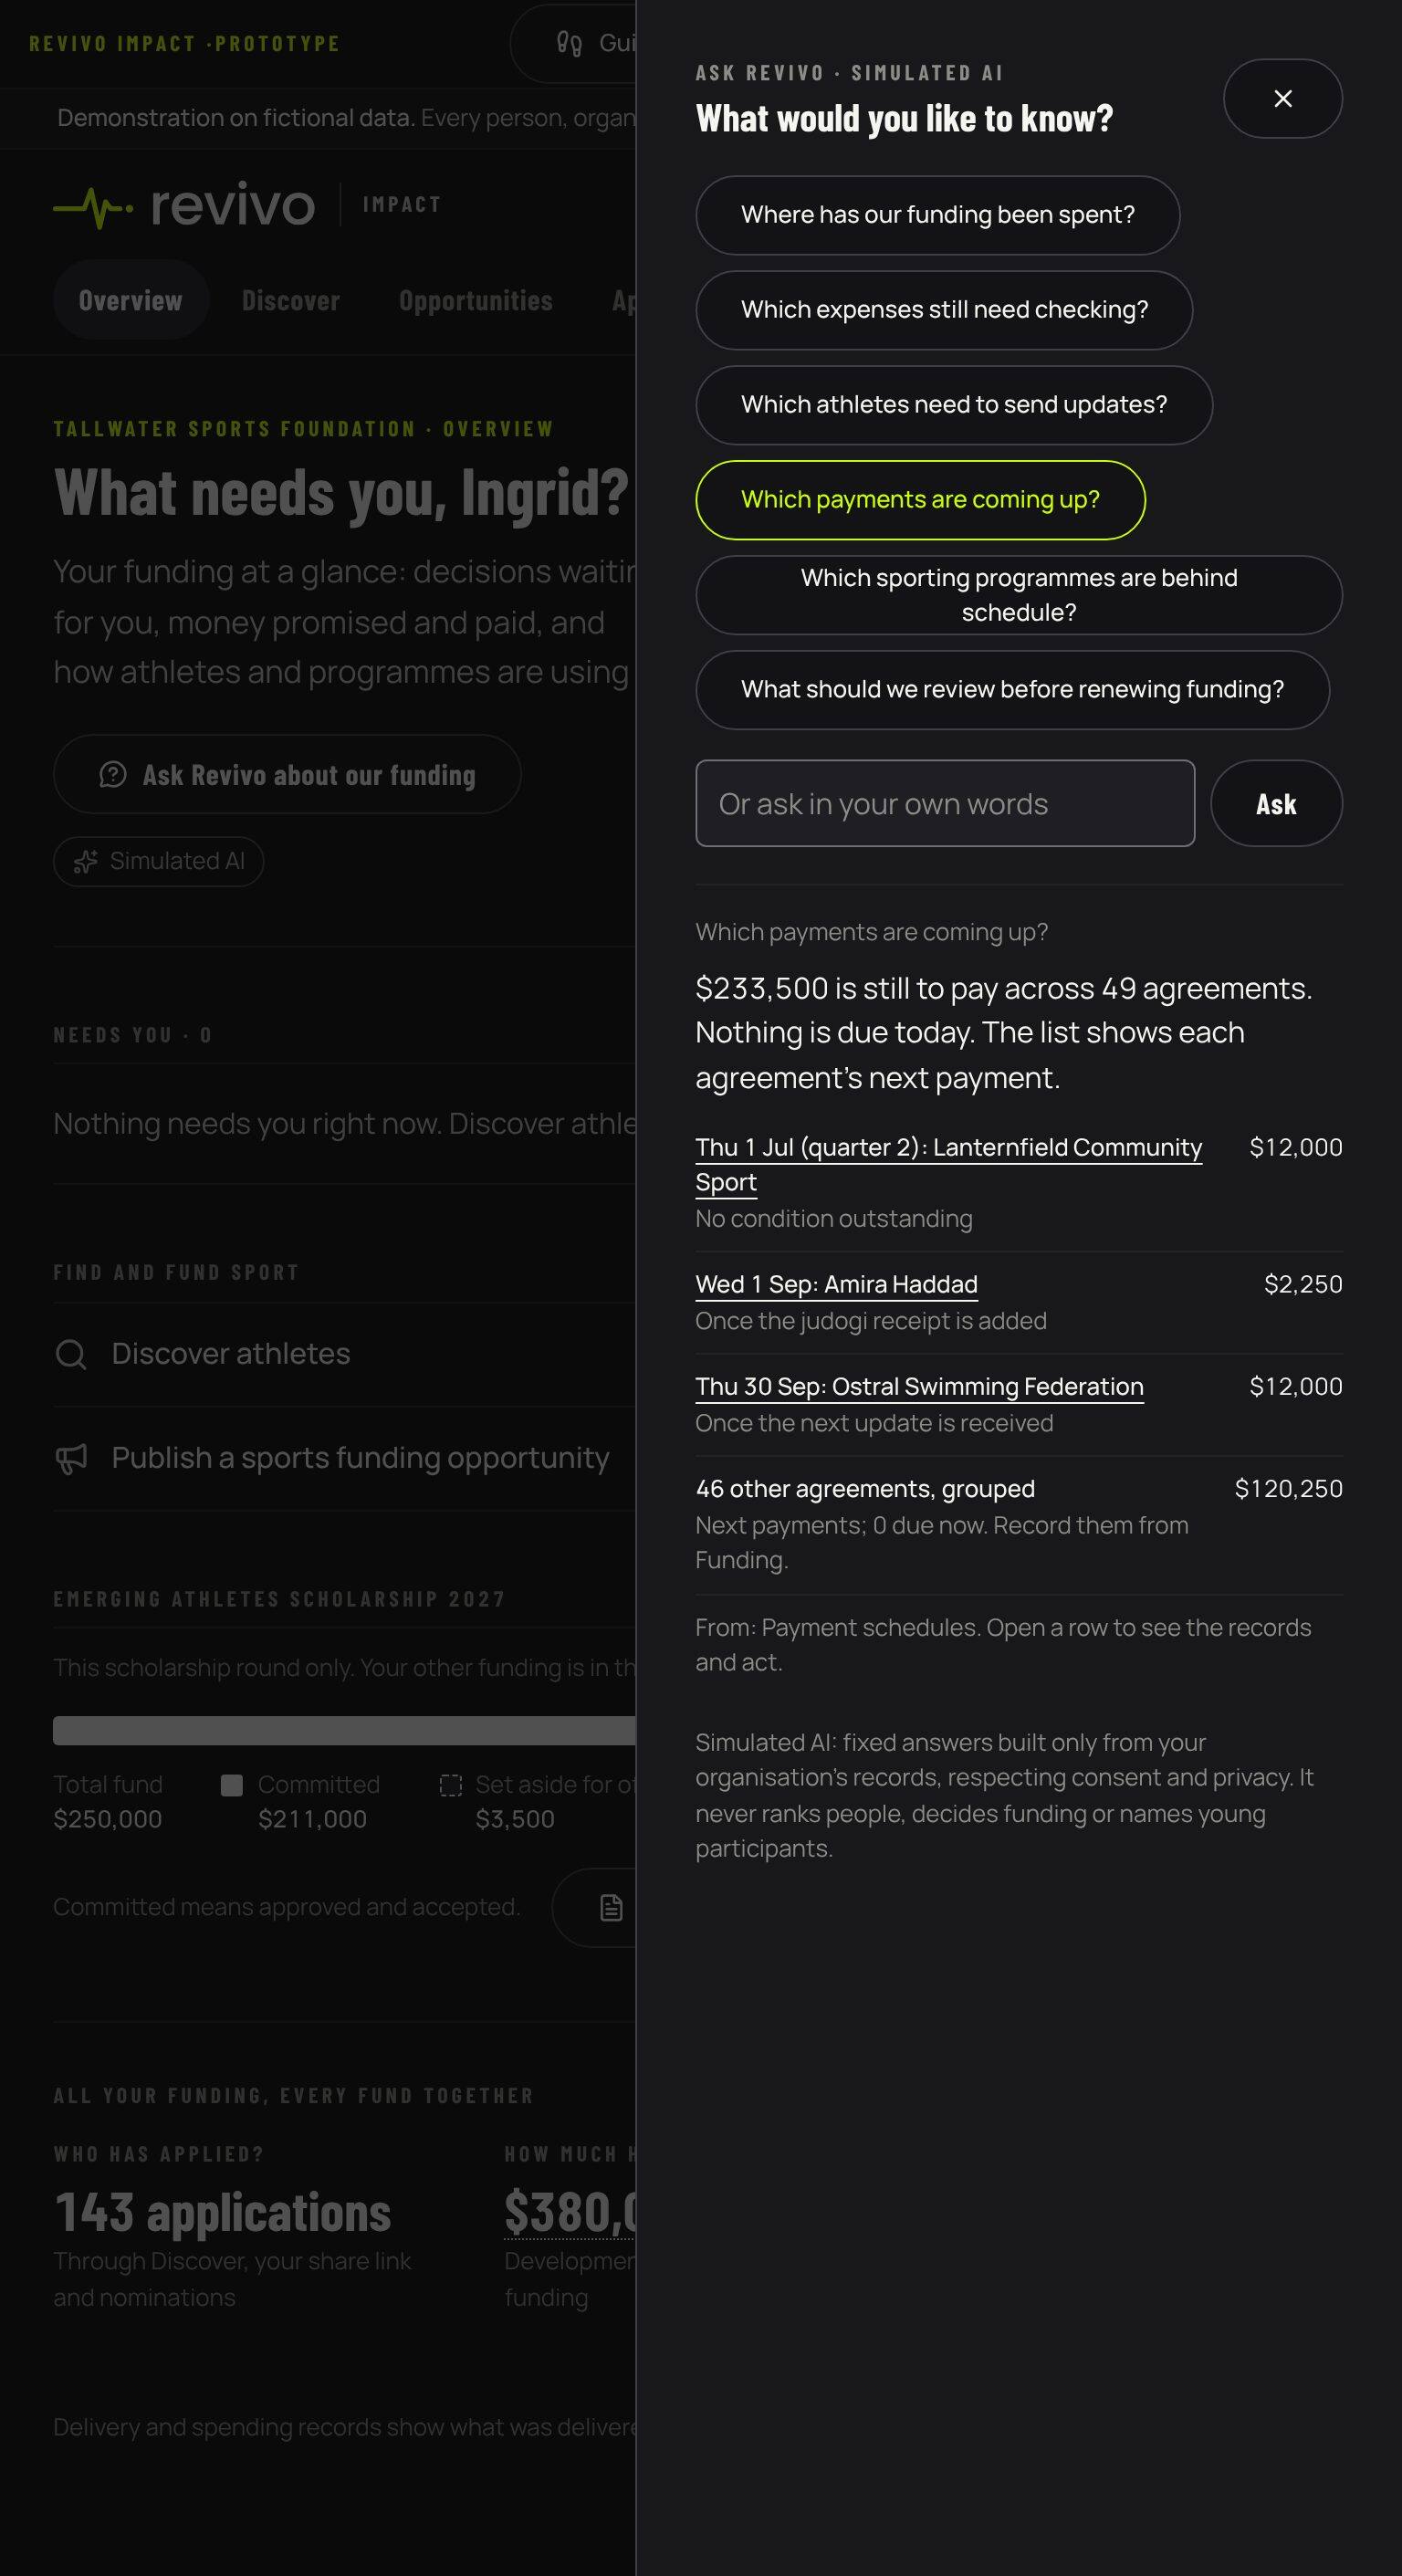 REVIVO IMPACT ·PROTOTYPE
Demonstration on fictional data. Every person,
revivo
IMPACT
Overview
Discover
Opportunities
TALLWATER SPORTS FOUNDATION · OVERVIEW
What needs you, Ingrid?
Your funding at a glance: decisions
for you, money promised and paid, and
how athletes and programmes are using
Ask Revivo about our funding
Simulated AI
NEEDS YOU · 0
Nothing needs you right now. Discover
FIND AND FUND SPORT
Discover athletes
Publish a sports funding opportunity
EMERGING ATHLETES SCHOLARSHIP 2027
This scholarship round only. Your other funding is in
Total fund
$250,000
Committed
$211,000
Set aside for
$3,500
Committed means approved and accepted.
ALL YOUR FUNDING, EVERY FUND TOGETHER
WHO HAS APPLIED?
143 applications
Through Discover, your share link
and nominations
HOW MUCH
funding
Delivery and spending records show what was
ASK REVIVO · SIMULATED AI
What would you like to know?
Where has our funding been spent?
Which expenses still need checking?
Which athletes need to send updates?
Which payments are coming up?
Which sporting programmes are behind
schedule?
What should we review before renewing funding?
Or ask in your own words
Ask
Which payments are coming up?
$233,500 is still to pay across 49 agreements.
Nothing is due today. The list shows each
agreement's next payment.
Thu 1 Jul (quarter 2): Lanternfield Community $12,000
Sport
No condition outstanding
Wed 1 Sep: Amira Haddad $2,250
Once the judogi receipt is added
Thu 30 Sep: Ostral Swimming Federation $12,000
Once the next update is received
46 other agreements, grouped $120,250
Next payments; 0 due now. Record them from
Funding.
From: Payment schedules. Open a row to see the records
and act.
Simulated AI: fixed answers built only from your
organisation's records, respecting consent and privacy. It
never ranks people, decides funding or names young
participants.